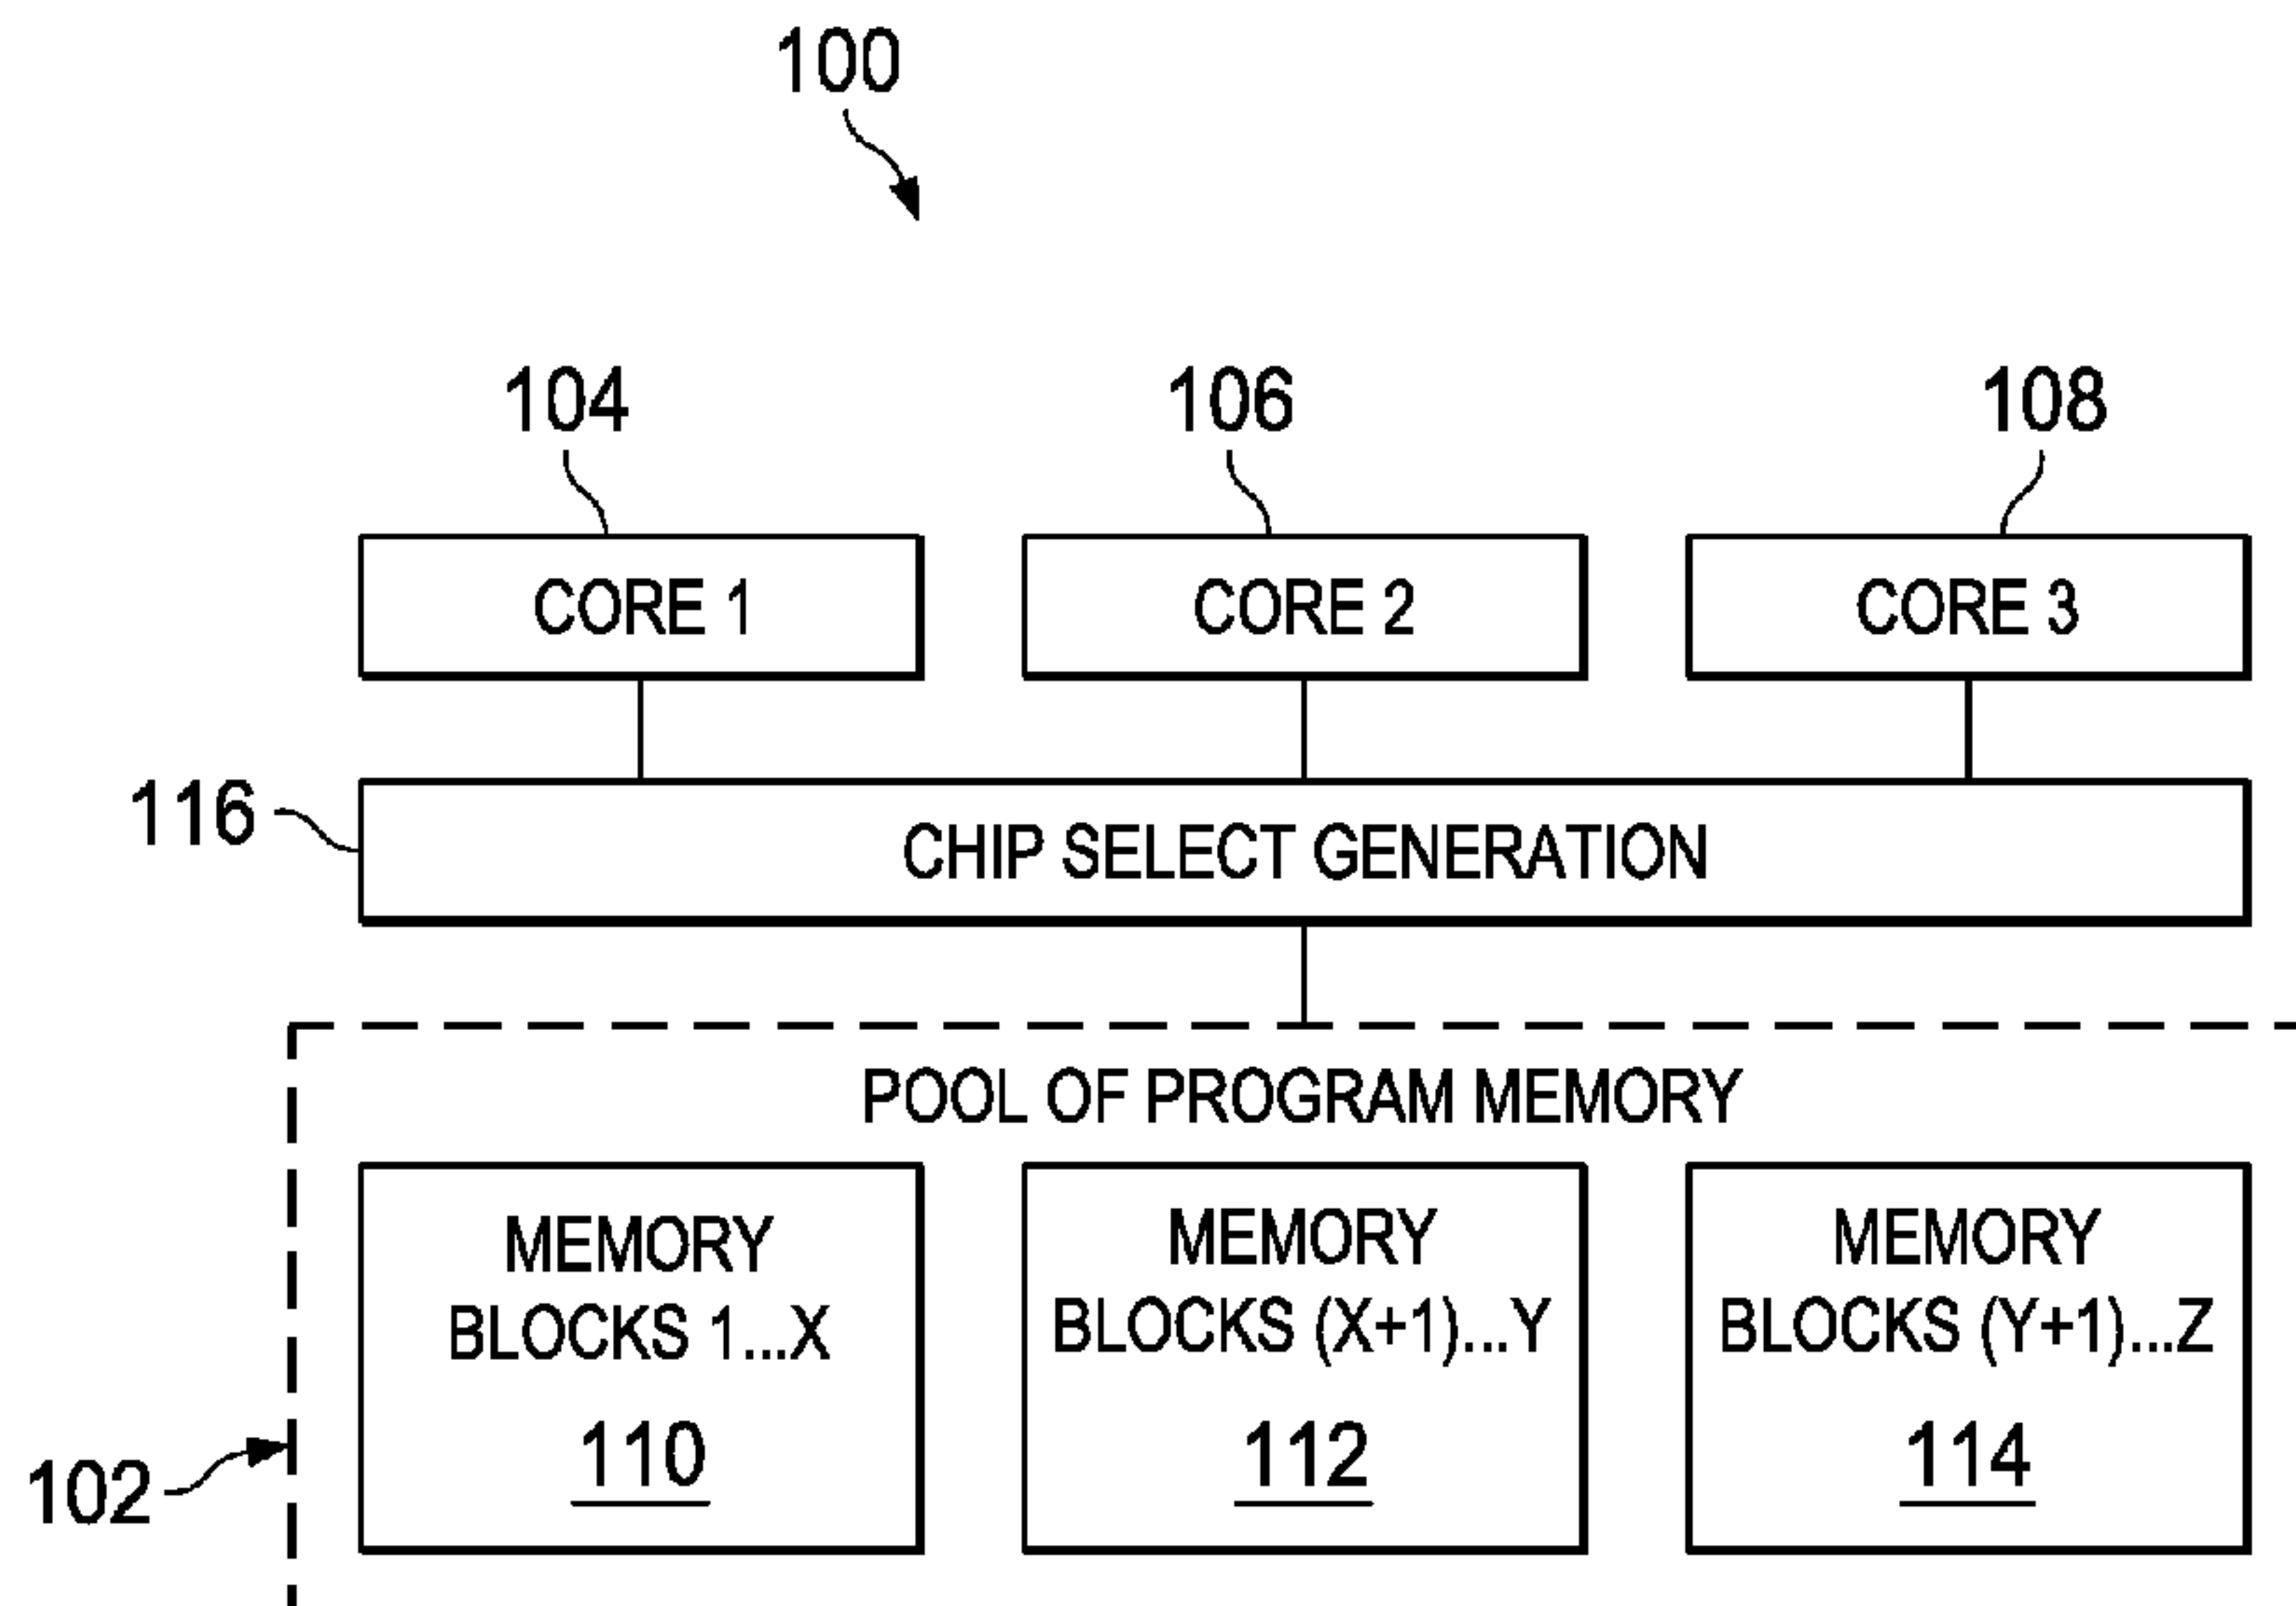 100
104
106
108
CORE 1
CORE 2
CORE 3
116
CHIP SELECT GENERATION
POOL OF PROGRAM MEMORY
MEMORY
BLOCKS 1...X
110
MEMORY
BLOCKS (X+1)...Y
112
MEMORY
BLOCKS (Y+1)...Z
114
102